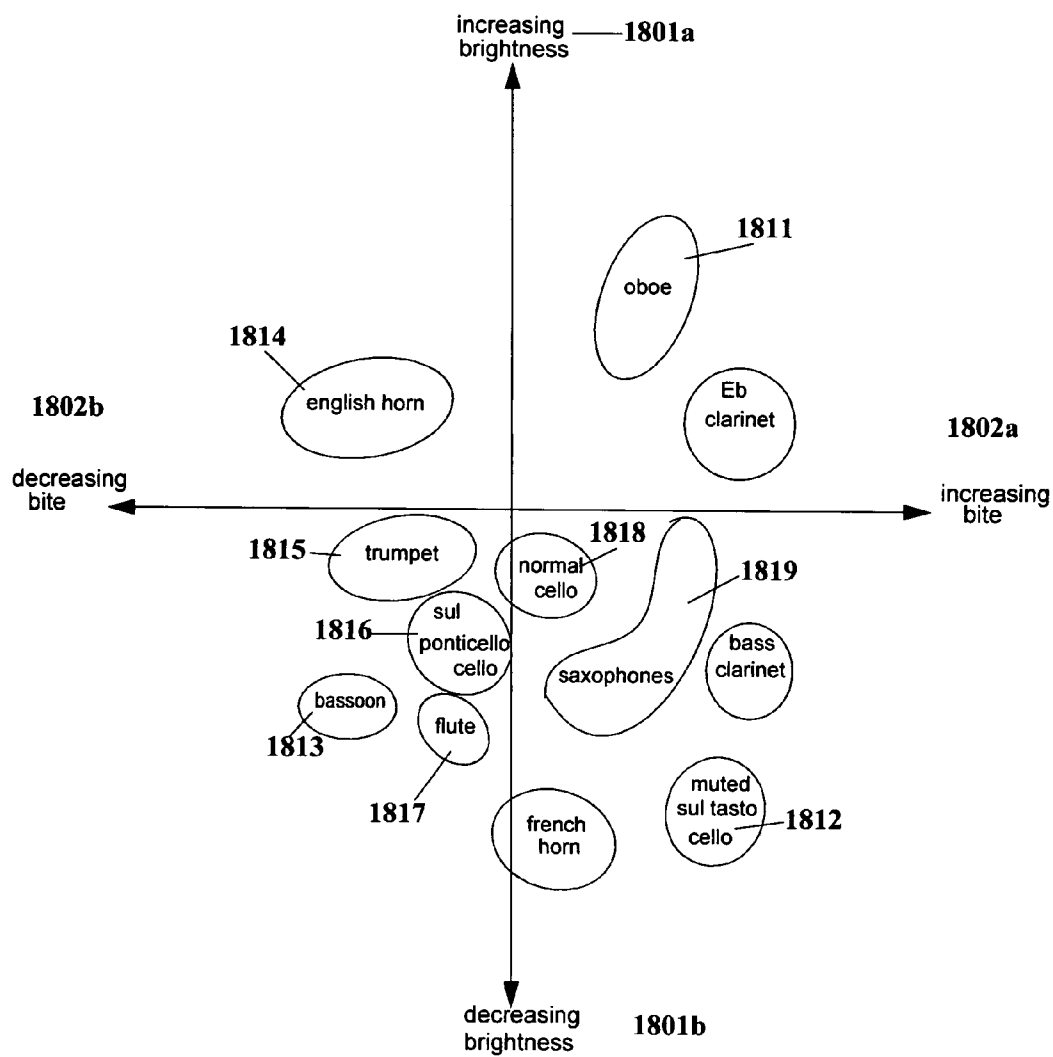 increasing
brightness
1801a
1811
oboe
1814
english horn
Eb
clarinet
1802b
1802a
decreasing
bite
increasing
bite
1815
trumpet
1818
normal
cello
1819
1816
sul
ponticello
cello
bass
clarinet
saxophones
bassoon
1813
flute
1817
muted
sul tasto
cello
1812
french
horn
decreasing
brightness
1801b